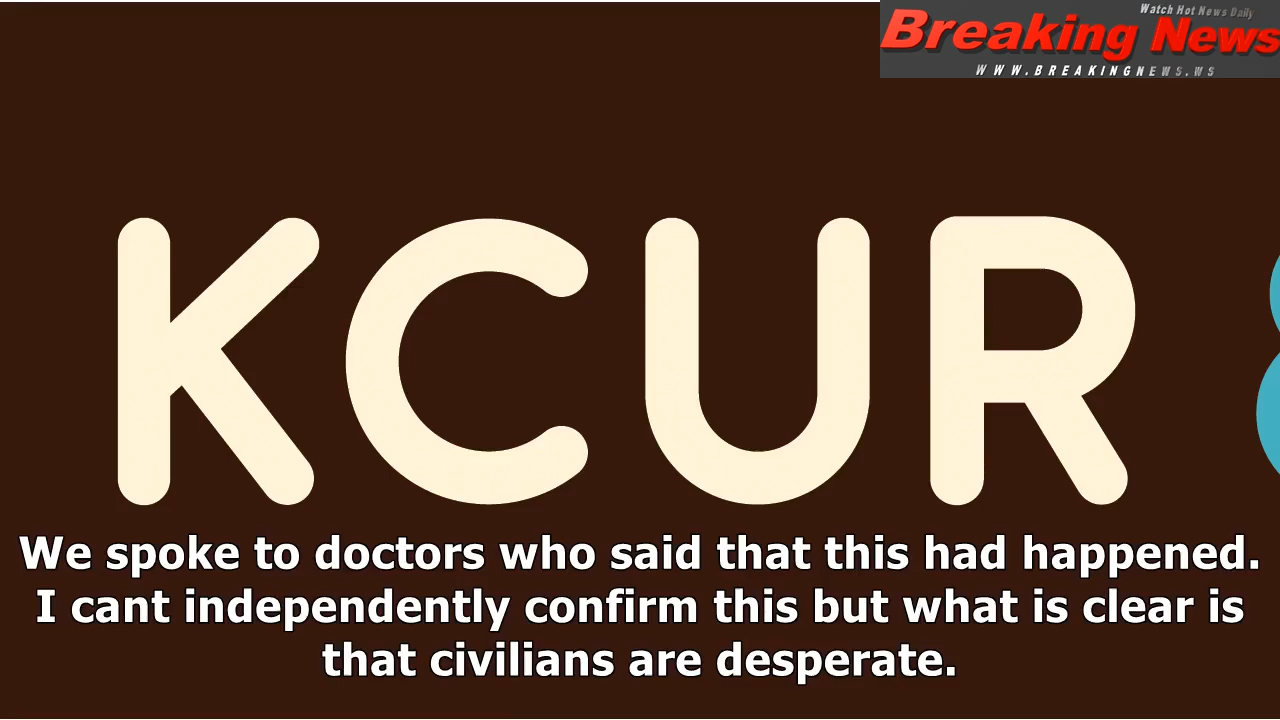 Watch Hot News Daily
Breaking News
WWW.BREAKINGNEWS.WS
KCUR
We spoke to doctors who said that this had happened.
I cant independently confirm this but what is clear is
that civilians are desperate.